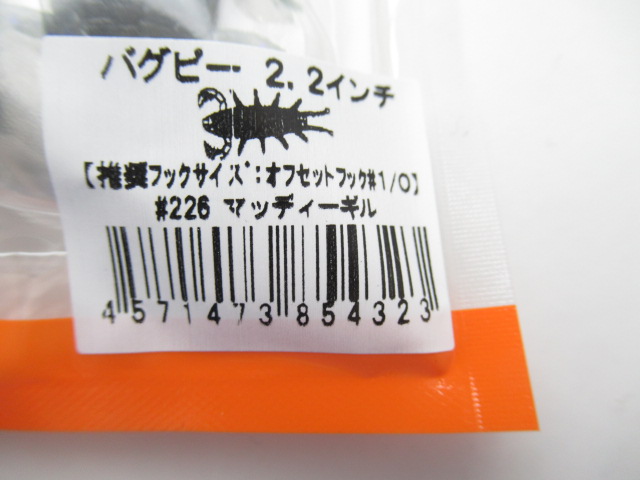 バグピー 2.2インチ
【推奨フックサイズ:オフセットフック#1/0】
#226 マッディーギル
4571473854323